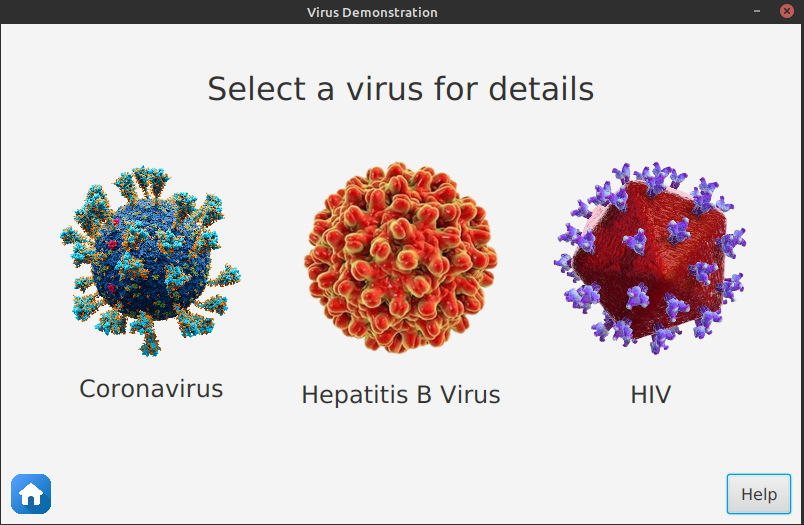 Virus Demonstration
Select a virus for details
Coronavirus
Hepatitis B Virus
HIV
Help